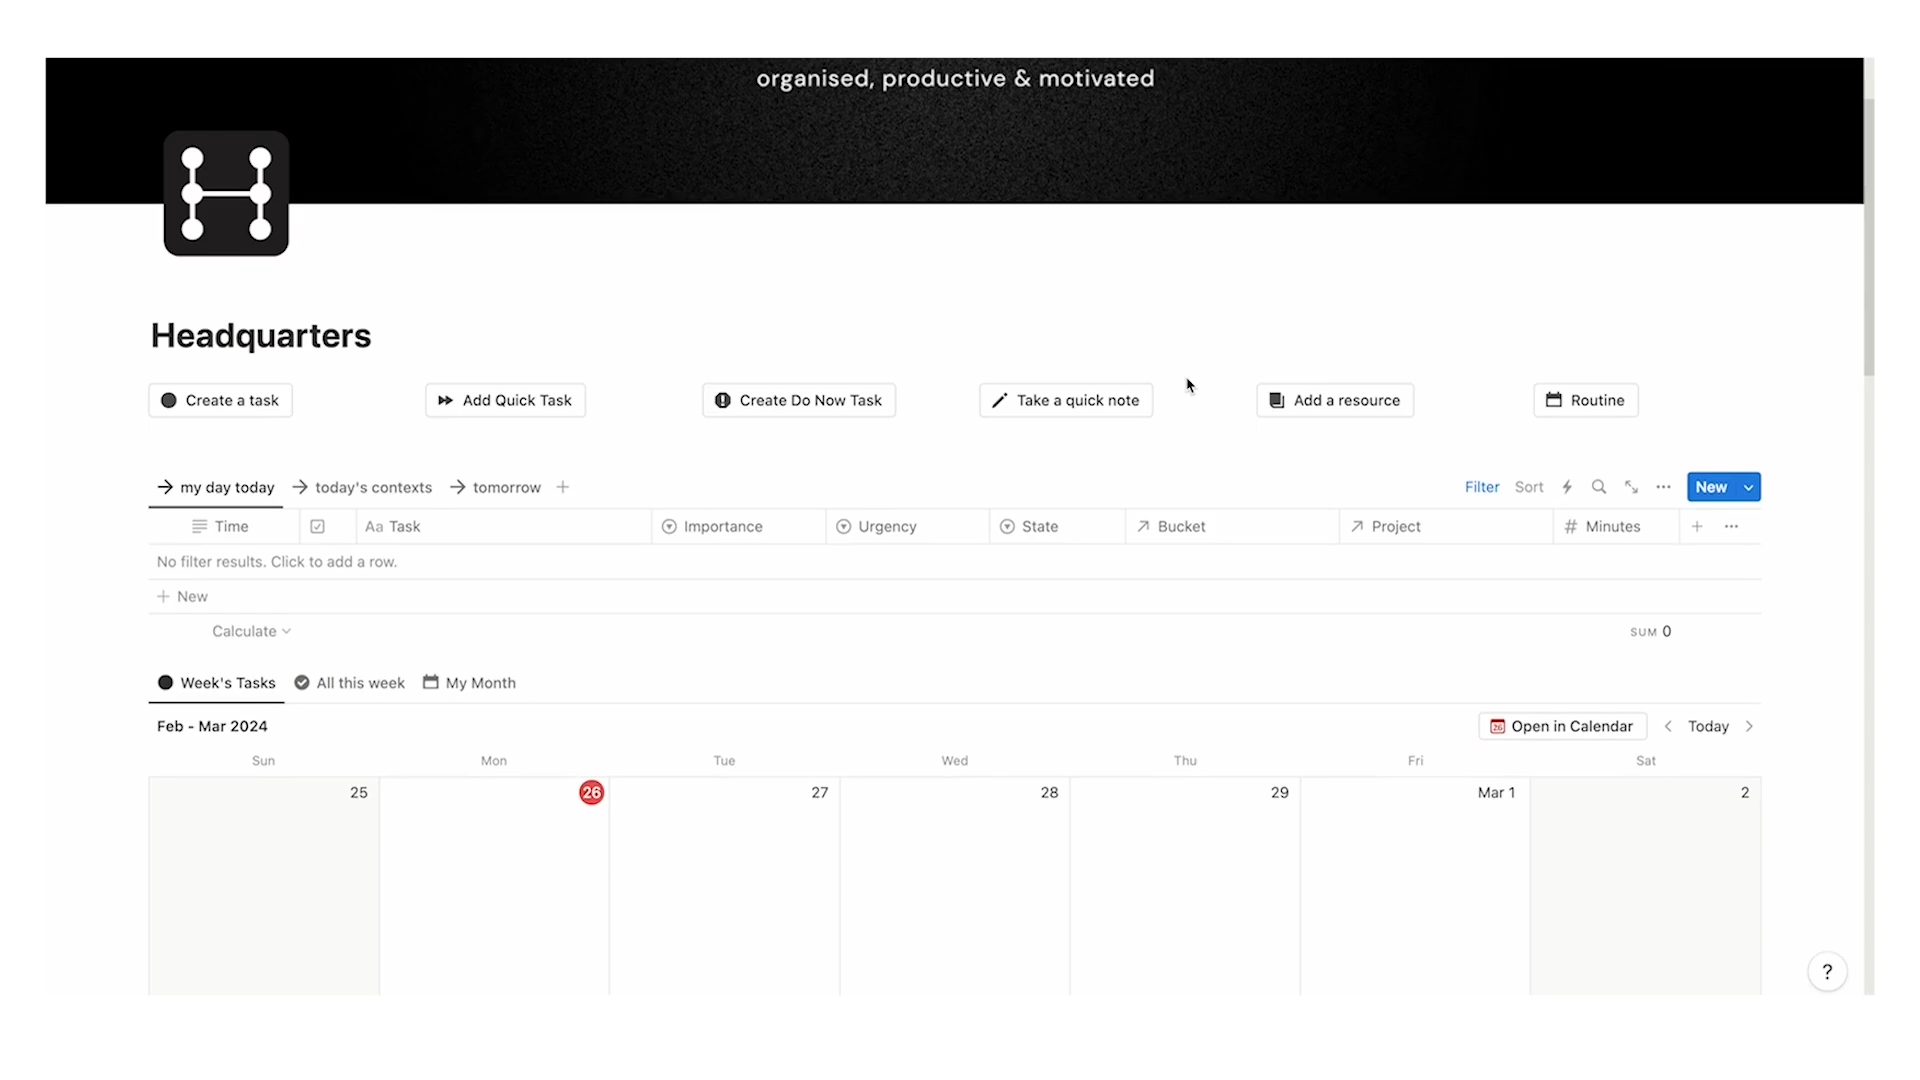 organised, productive & motivated
Headquarters
Create a task Add Quick Task Create Do Now Task Take a quick note Add a resource Routine
my day today today's contexts tomorrow Filter Sort New
Time Aa Task Importance Urgency State Bucket Project # Minutes
No filter results. Click to add a row.
+ New
Calculate SUM 0
Week's Tasks All this week My Month
Feb - Mar 2024 26 Open in Calendar Today
Sun Mon Tue Wed Thu Fri Sat
25 26 27 28 29 Mar 1 2
?